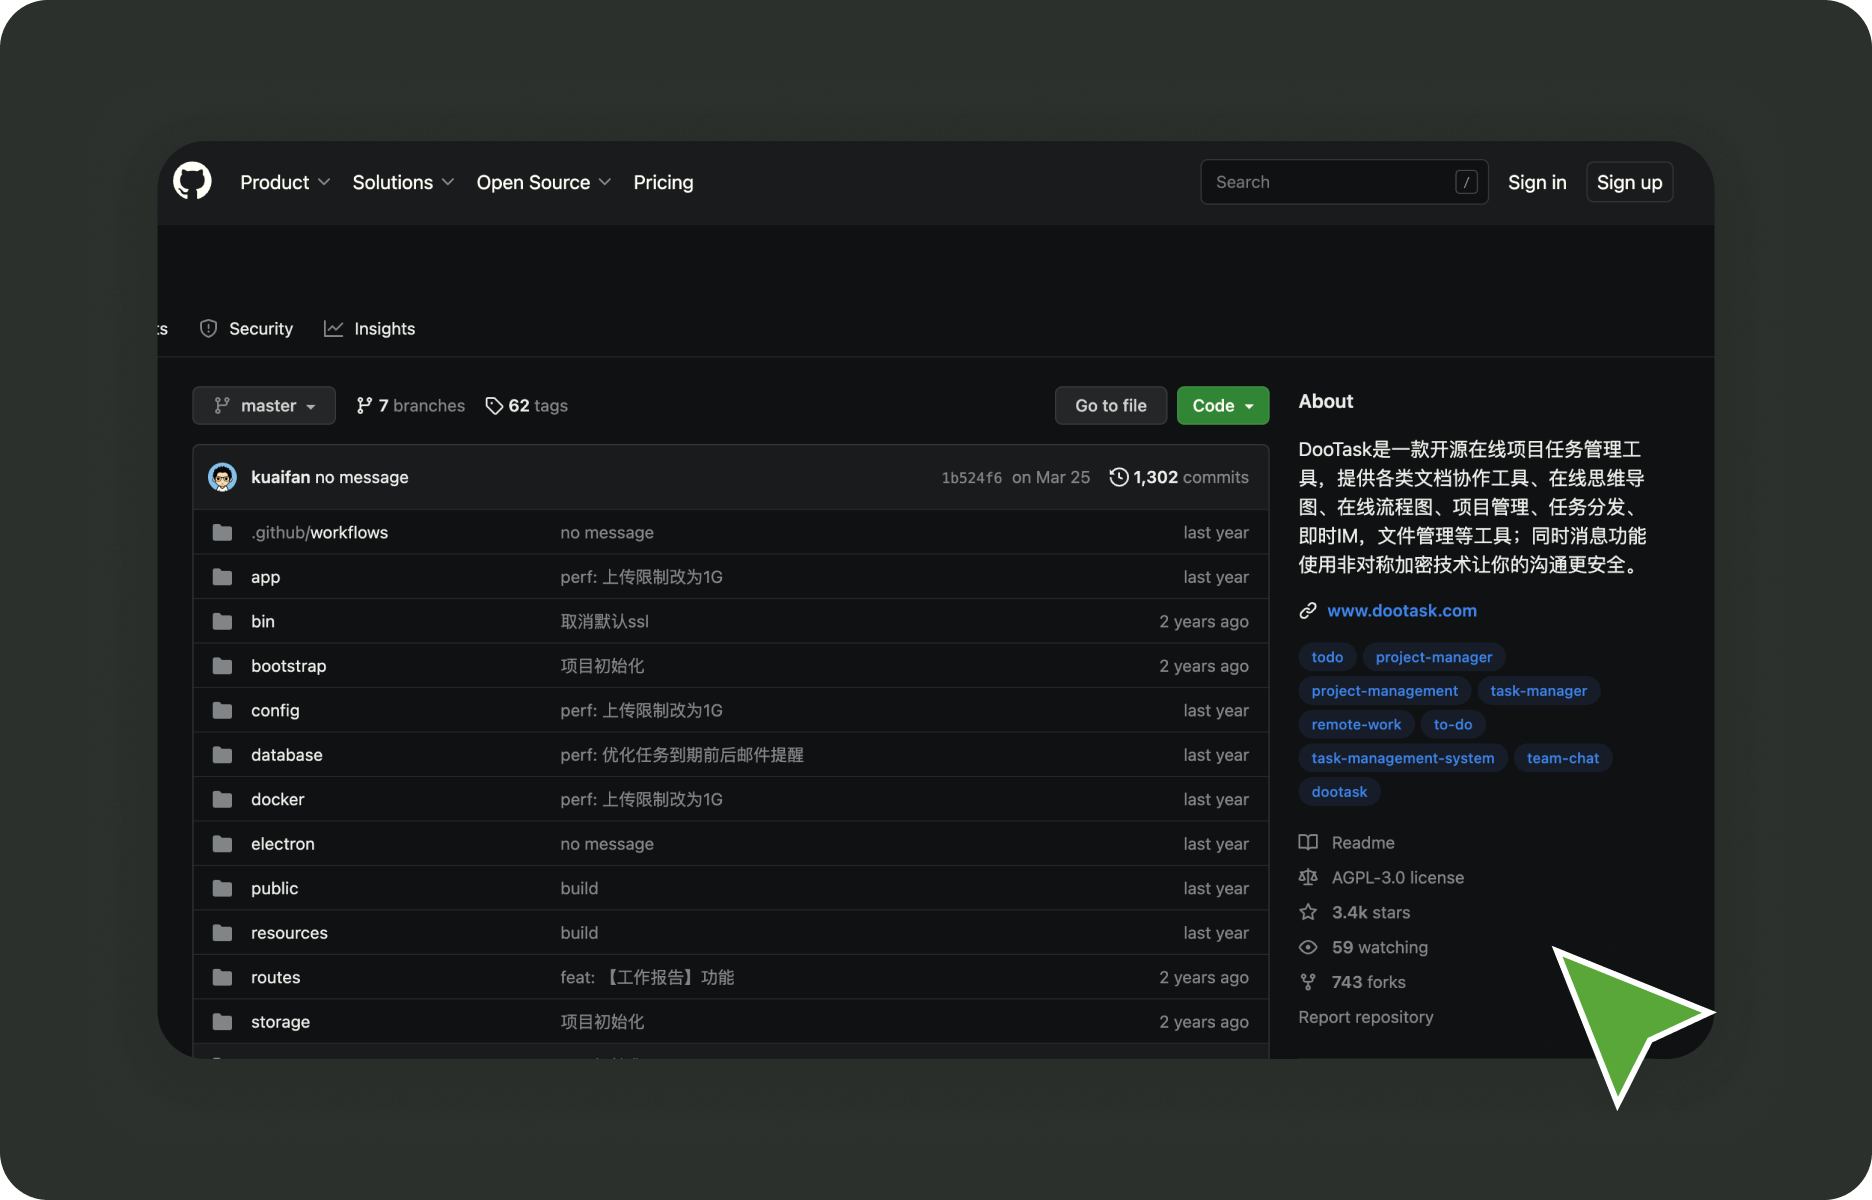 Product Solutions Open Source Pricing Search / Sign in Sign up
ts Security Insights
master 7 branches 62 tags Go to file Code
kuaifan no message 1b524f6 on Mar 25 1,302 commits
.github/workflows no message last year
app perf: 上传限制改为1G last year
bin 取消默认ssl 2 years ago
bootstrap 项目初始化 2 years ago
config perf: 上传限制改为1G last year
database perf: 优化任务到期前后邮件提醒 last year
docker perf: 上传限制改为1G last year
electron no message last year
public build last year
resources build last year
routes feat: 【工作报告】功能 2 years ago
storage 项目初始化 2 years ago
About
DooTask是一款开源在线项目任务管理工
具，提供各类文档协作工具、在线思维导
图、在线流程图、项目管理、任务分发、
即时IM，文件管理等工具；同时消息功能
使用非对称加密技术让你的沟通更安全。
www.dootask.com
todo project-manager
project-management task-manager
remote-work to-do
task-management-system team-chat
dootask
Readme
AGPL-3.0 license
3.4k stars
59 watching
743 forks
Report repository